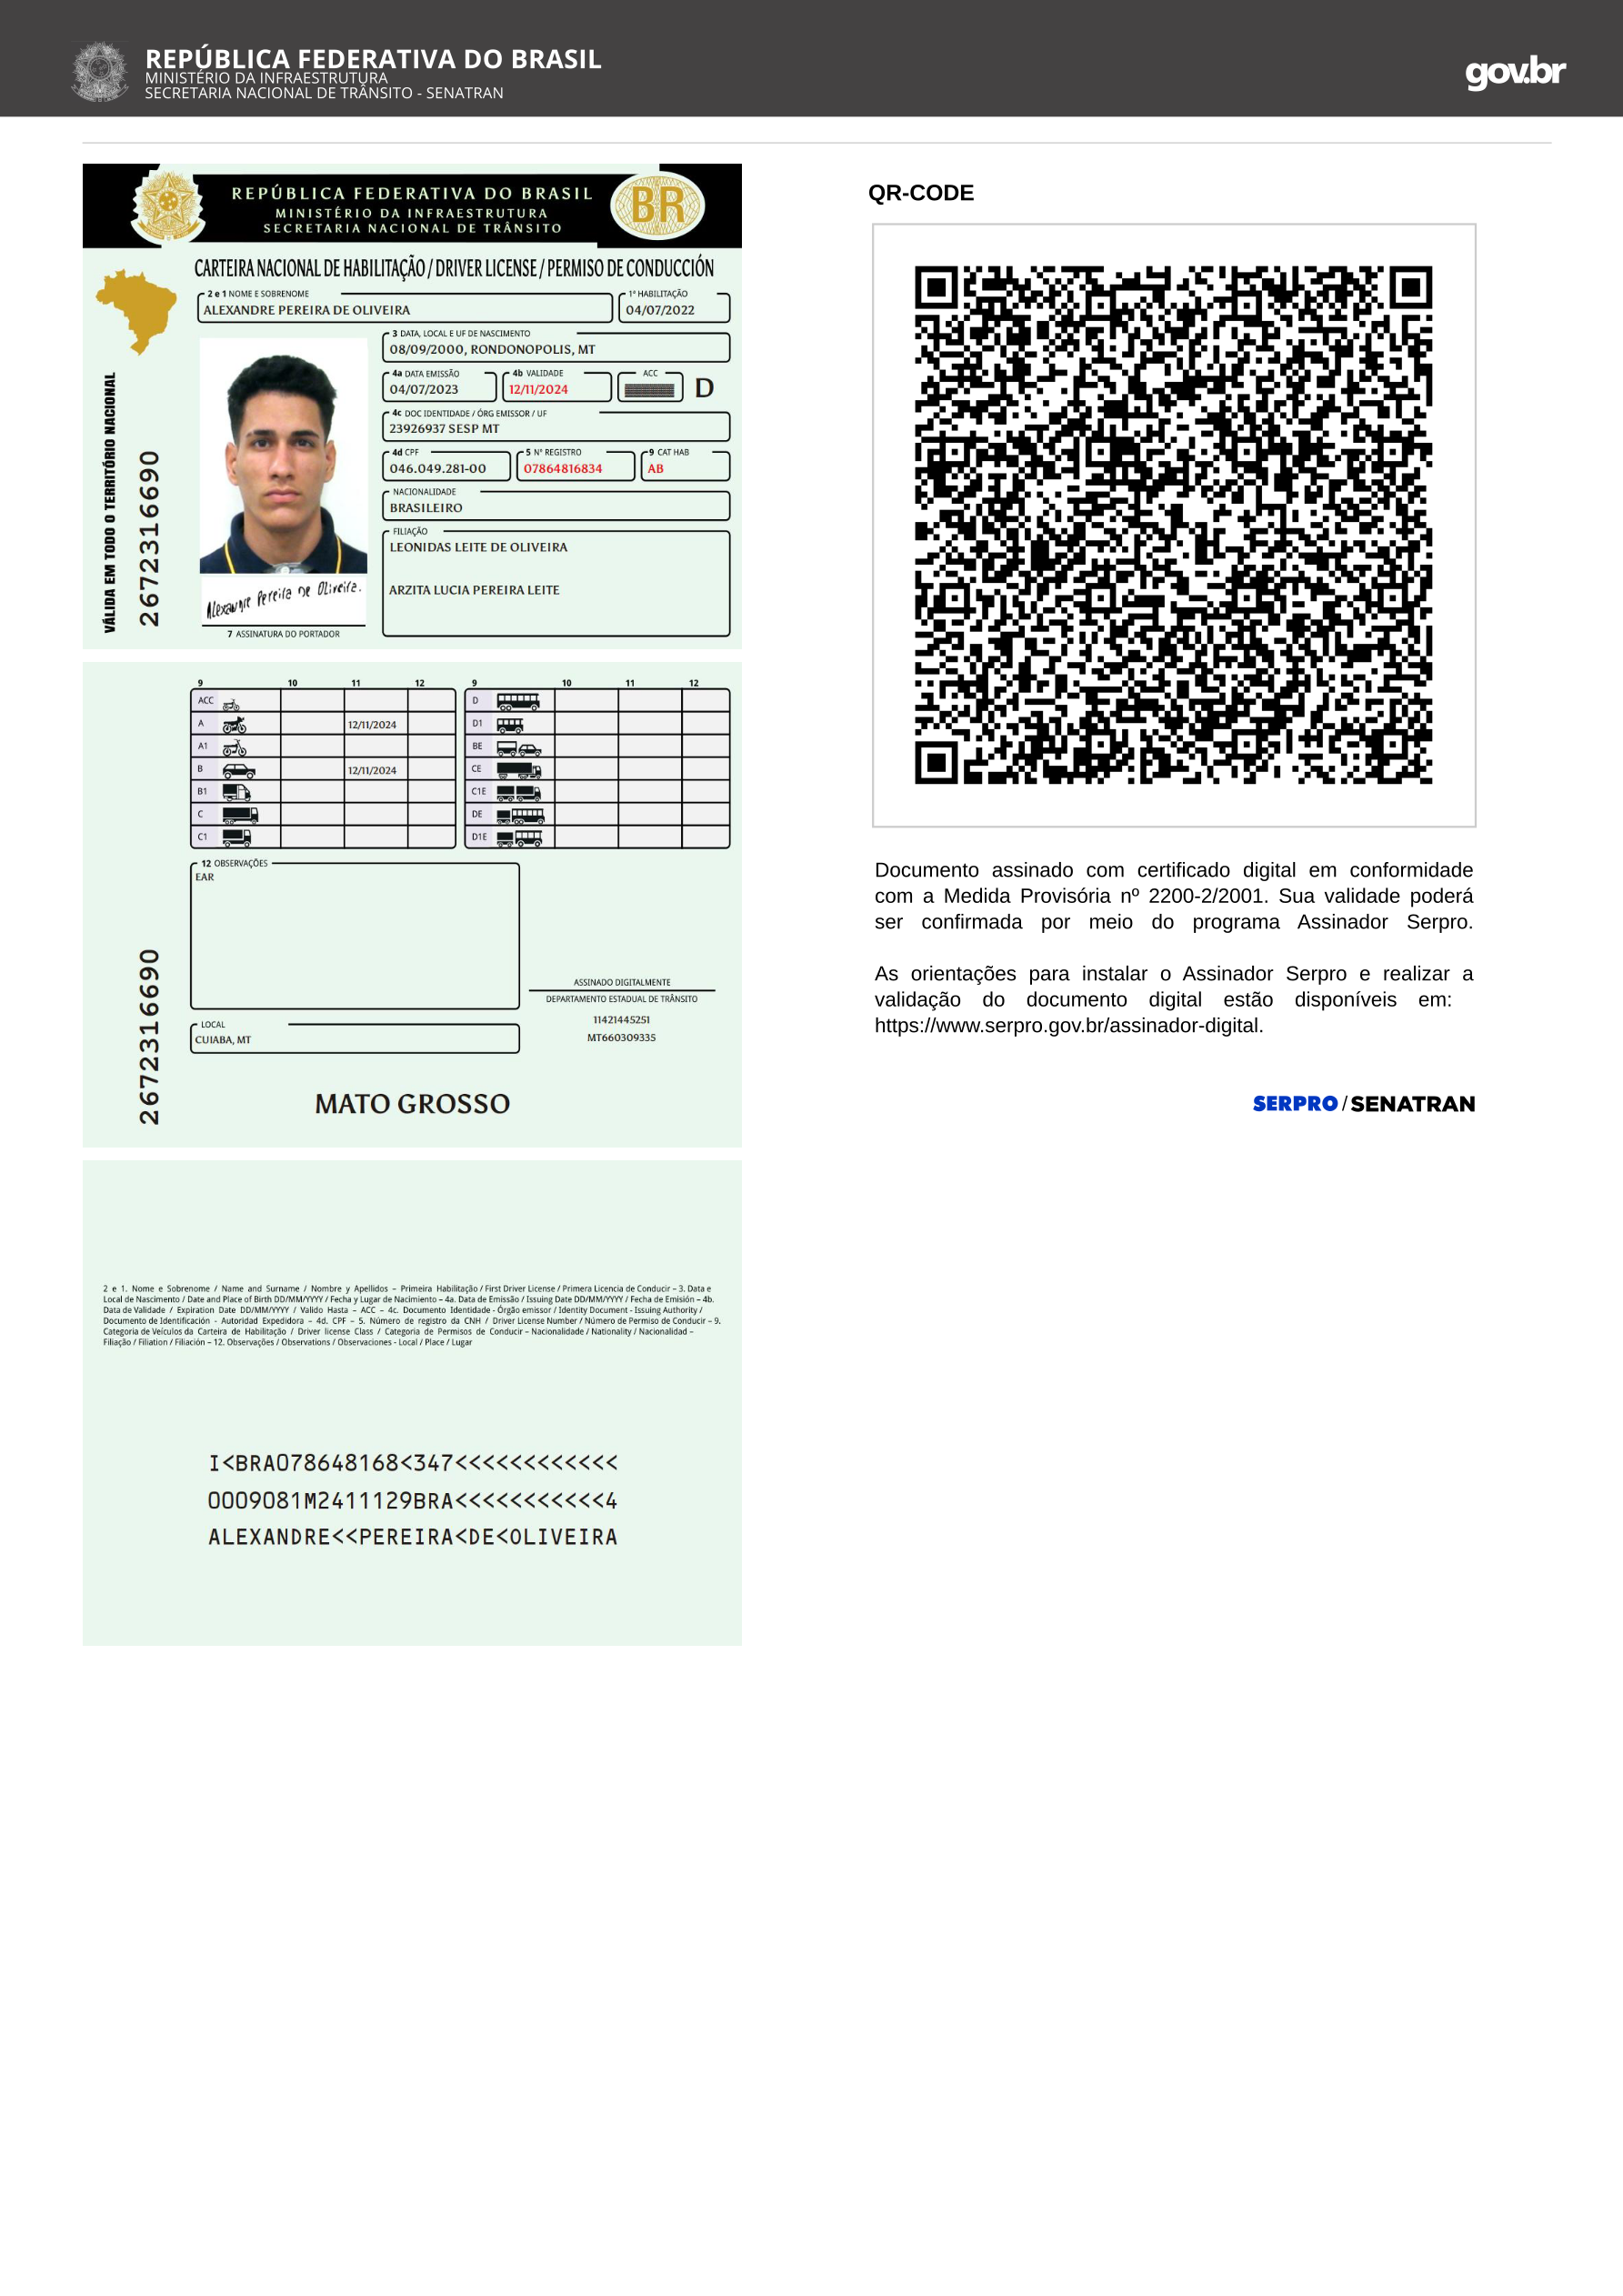 REPÚBLICA FEDERATIVA DO BRASIL
MINISTÉRIO DA INFRAESTRUTURA
SECRETARIA NACIONAL DE TRÂNSITO - SENATRAN
gov.br
REPÚBLICA FEDERATIVA DO BRASIL
MINISTÉRIO DA INFRAESTRUTURA
SECRETARIA NACIONAL DE TRÂNSITO
BR
CARTEIRA NACIONAL DE HABILITAÇÃO / DRIVER LICENSE / PERMISO DE CONDUCCIÓN
2 e 1 NOME E SOBRENOME
ALEXANDRE PEREIRA DE OLIVEIRA
1ª HABILITAÇÃO
04/07/2022
3 DATA, LOCAL E UF DE NASCIMENTO
08/09/2000, RONDONOPOLIS, MT
4a DATA EMISSÃO
04/07/2023
4b VALIDADE
12/11/2024
ACC
D
4c DOC IDENTIDADE / ÓRG EMISSOR / UF
23926937 SESP MT
4d CPF
046.049.281-00
5 Nº REGISTRO
07864816834
9 CAT HAB
AB
NACIONALIDADE
BRASILEIRO
FILIAÇÃO
LEONIDAS LEITE DE OLIVEIRA
ARZITA LUCIA PEREIRA LEITE
Alexandre Pereira De Oliveira.
7 ASSINATURA DO PORTADOR
VÁLIDA EM TODO O TERRITÓRIO NACIONAL
2672316690
9 10 11 12 9 10 11 12
ACC D
A 12/11/2024 D1
A1 BE
B 12/11/2024 CE
B1 C1E
C DE
C1 D1E
12 OBSERVAÇÕES
EAR
ASSINADO DIGITALMENTE
DEPARTAMENTO ESTADUAL DE TRÂNSITO
11421445251
MT660309335
LOCAL
CUIABA, MT
2672316690
MATO GROSSO
2 e 1. Nome e Sobrenome / Name and Surname / Nombre y Apellidos – Primeira Habilitação / First Driver License / Primera Licencia de Conducir – 3. Data e
Local de Nascimento / Date and Place of Birth DD/MM/YYYY / Fecha y Lugar de Nacimiento – 4a. Data de Emissão / Issuing Date DD/MM/YYYY / Fecha de Emisión – 4b.
Data de Validade / Expiration Date DD/MM/YYYY / Valido Hasta – ACC – 4c. Documento Identidade - Órgão emissor / Identity Document - Issuing Authority /
Documento de Identificación - Autoridad Expedidora – 4d. CPF – 5. Número de registro da CNH / Driver License Number / Número de Permiso de Conducir – 9.
Categoria de Veículos da Carteira de Habilitação / Driver license Class / Categoria de Permisos de Conducir – Nacionalidade / Nationality / Nacionalidad –
Filiação / Filiation / Filiación – 12. Observações / Observations / Observaciones - Local / Place / Lugar
I<BRA078648168<347<<<<<<<<<<<<
0009081M2411129BRA<<<<<<<<<<<4
ALEXANDRE<<PEREIRA<DE<OLIVEIRA
QR-CODE
Documento assinado com certificado digital em conformidade
com a Medida Provisória nº 2200-2/2001. Sua validade poderá
ser confirmada por meio do programa Assinador Serpro.
As orientações para instalar o Assinador Serpro e realizar a
validação do documento digital estão disponíveis em:
https://www.serpro.gov.br/assinador-digital.
SERPRO / SENATRAN